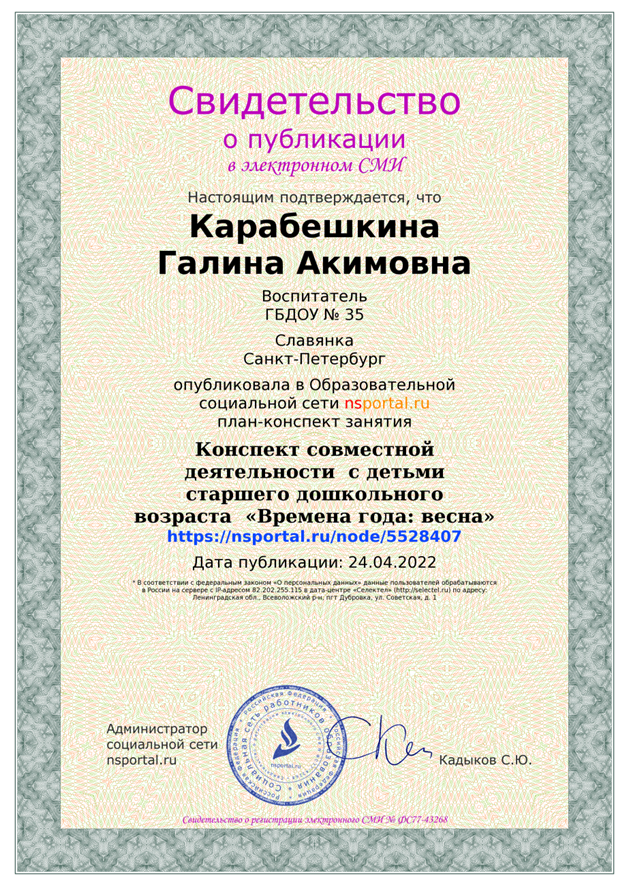 Свидетельство
о публикации
в электронном СМИ
Настоящим подтверждается, что
Карабешкина
Галина Акимовна
Воспитатель
ГБДОУ № 35
Славянка
Санкт-Петербург
опубликовала в Образовательной
социальной сети nsportal.ru
план-конспект занятия
Конспект совместной
деятельности с детьми
старшего дошкольного
возраста «Времена года: весна»
https://nsportal.ru/node/5528407
Дата публикации: 24.04.2022
* В соответствии с федеральным законом «О персональных данных» данные пользователей обрабатываются
в России на сервере с IP-адресом 82.202.255.115 в дата-центре «Селектел» (http://selectel.ru) по адресу:
Ленинградская обл., Всеволожский р-н, пгт Дубровка, ул. Советская, д. 1
Администратор
социальной сети
nsportal.ru
Российская Федерация
Социальная сеть работников образования
nsportal.ru
Кадыков С.Ю.
Свидетельство о регистрации электронного СМИ № ФС77-43268